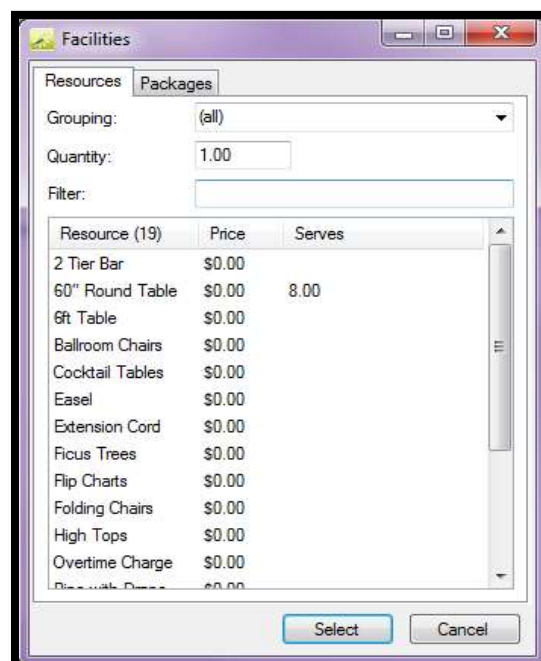 Facilities
Resources Packages
Grouping: (all)
Quantity: 1.00
Filter:
Resource (19) Price Serves
2 Tier Bar $0.00
60" Round Table $0.00 8.00
6ft Table $0.00
Ballroom Chairs $0.00
Cocktail Tables $0.00
Easel $0.00
Extension Cord $0.00
Ficus Trees $0.00
Flip Charts $0.00
Folding Chairs $0.00
High Tops $0.00
Overtime Charge $0.00
Select Cancel